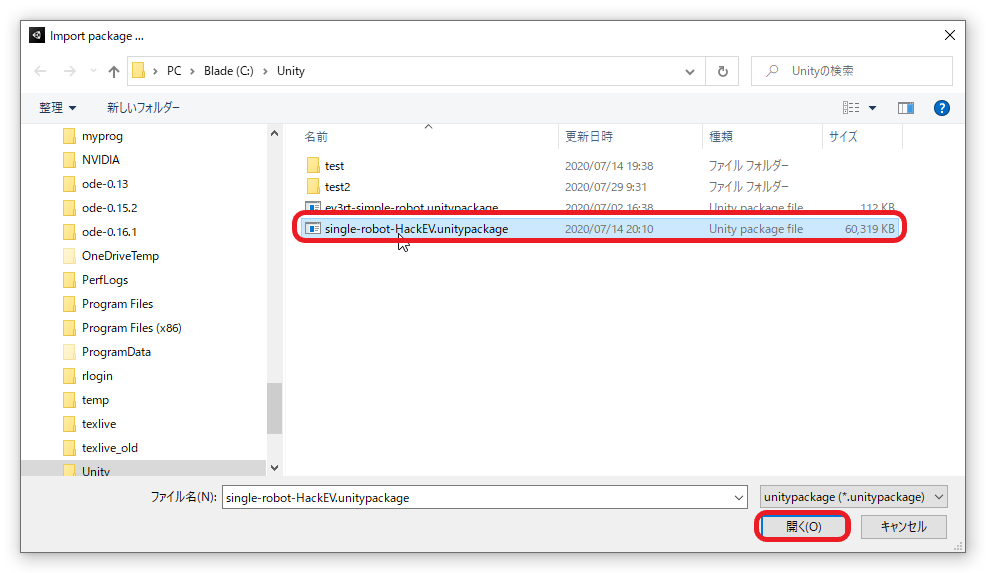 Import package ...
PC > Blade (C:) > Unity
Unityの検索
整理 新しいフォルダー
myprog
NVIDIA
ode-0.13
ode-0.15.2
ode-0.16.1
OneDriveTemp
PerfLogs
Program Files
Program Files (x86)
ProgramData
rlogin
temp
texlive
texlive_old
Unity
名前 更新日時 種類 サイズ
test 2020/07/14 19:38 ファイル フォルダー
test2 2020/07/29 9:31 ファイル フォルダー
ev3rt-simple-robot.unitypackage 2020/07/02 16:38 Unity package file 112 KB
single-robot-HackEV.unitypackage 2020/07/14 20:10 Unity package file 60,319 KB
ファイル名(N): single-robot-HackEV.unitypackage unitypackage (*.unitypackage)
開く(O) キャンセル